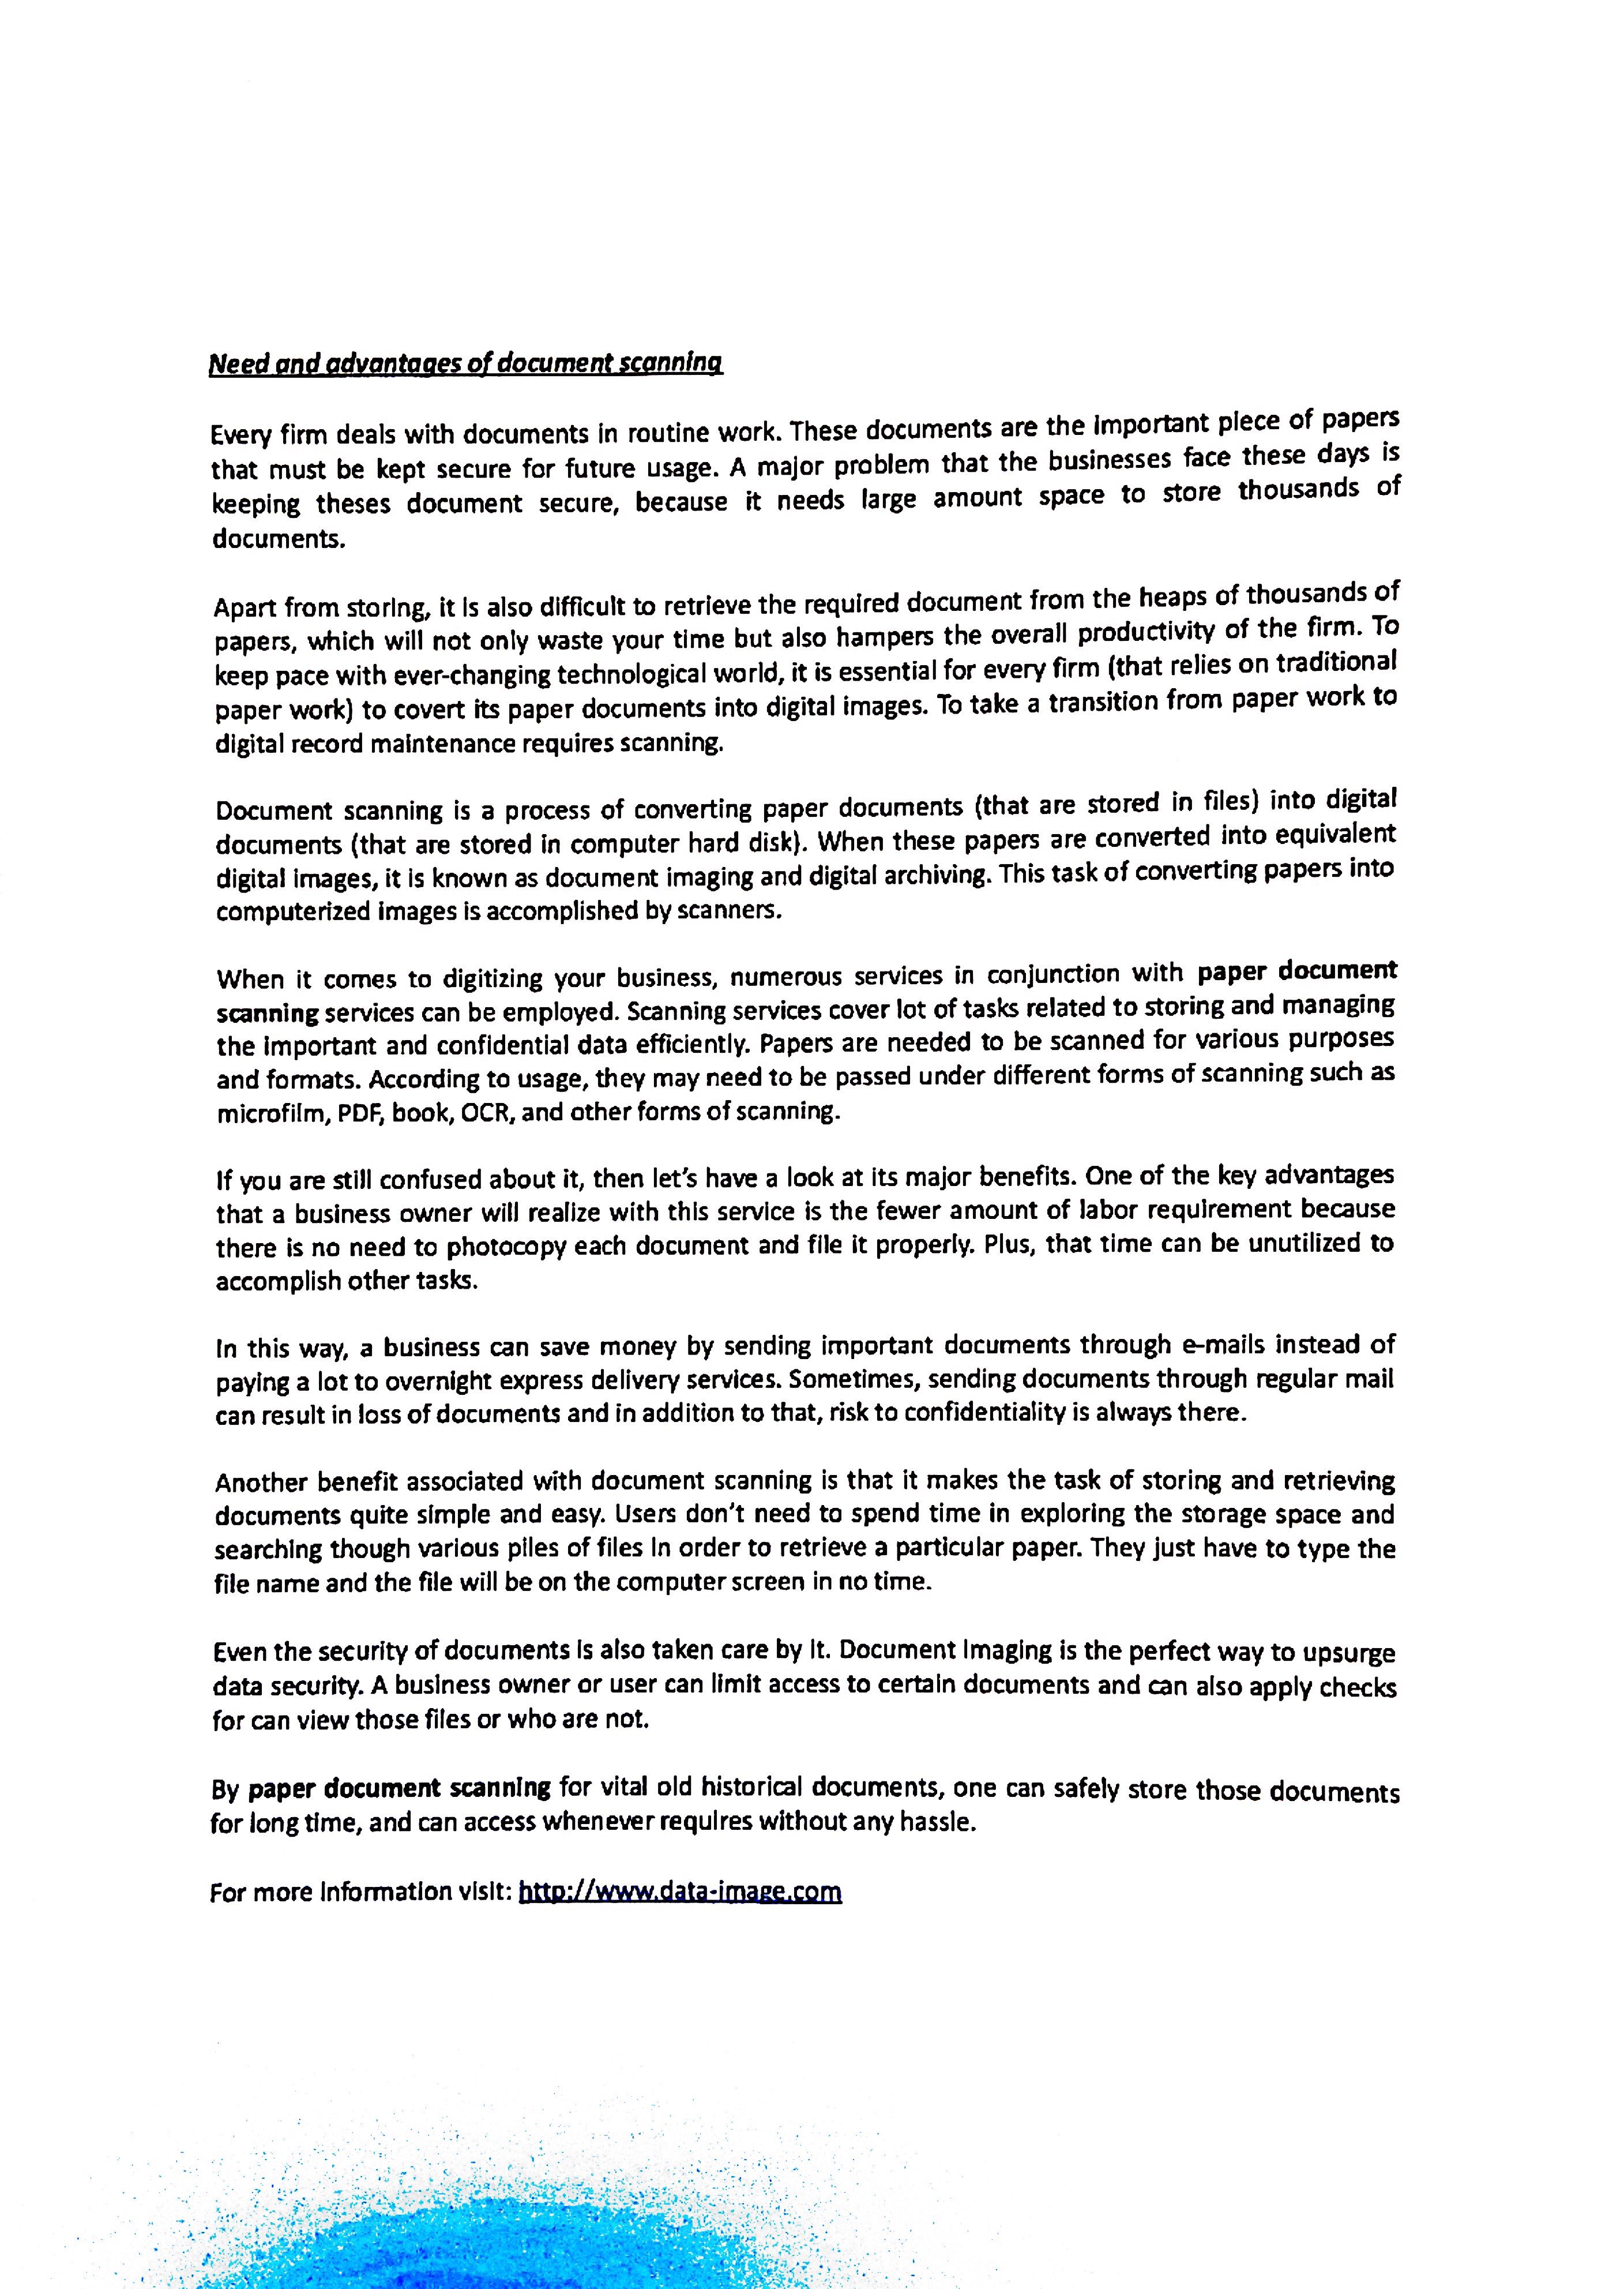 Need and advantages of document scanning
Every firm deals with documents in routine work. These documents are the important piece of papers
that must be kept secure for future usage. A major problem that the businesses face these days is
keeping theses document secure, because it needs large amount space to store thousands of
documents.
Apart from storing, it is also difficult to retrieve the required document from the heaps of thousands of
papers, which will not only waste your time but also hampers the overall productivity of the firm. To
keep pace with ever-changing technological world, it is essential for every firm (that relies on traditional
paper work) to covert its paper documents into digital images. To take a transition from paper work to
digital record maintenance requires scanning.
Document scanning is a process of converting paper documents (that are stored in files) into digital
documents (that are stored in computer hard disk). When these papers are converted into equivalent
digital images, it is known as document imaging and digital archiving. This task of converting papers into
computerized images is accomplished by scanners.
When it comes to digitizing your business, numerous services in conjunction with paper document
scanning services can be employed. Scanning services cover lot of tasks related to storing and managing
the important and confidential data efficiently. Papers are needed to be scanned for various purposes
and formats. According to usage, they may need to be passed under different forms of scanning such as
microfilm, PDF, book, OCR, and other forms of scanning.
If you are still confused about it, then let's have a look at its major benefits. One of the key advantages
that a business owner will realize with this service is the fewer amount of labor requirement because
there is no need to photocopy each document and file it properly. Plus, that time can be unutilized to
accomplish other tasks.
In this way, a business can save money by sending important documents through e-mails instead of
paying a lot to overnight express delivery services. Sometimes, sending documents through regular mail
can result in loss of documents and in addition to that, risk to confidentiality is always there.
Another benefit associated with document scanning is that it makes the task of storing and retrieving
documents quite simple and easy. Users don't need to spend time in exploring the storage space and
searching though various piles of files in order to retrieve a particular paper. They just have to type the
file name and the file will be on the computer screen in no time.
Even the security of documents is also taken care by it. Document Imaging is the perfect way to upsurge
data security. A business owner or user can limit access to certain documents and can also apply checks
for can view those files or who are not.
By paper document scanning for vital old historical documents, one can safely store those documents
for long time, and can access whenever requires without any hassle.
For more information visit: http://www.data-image.com